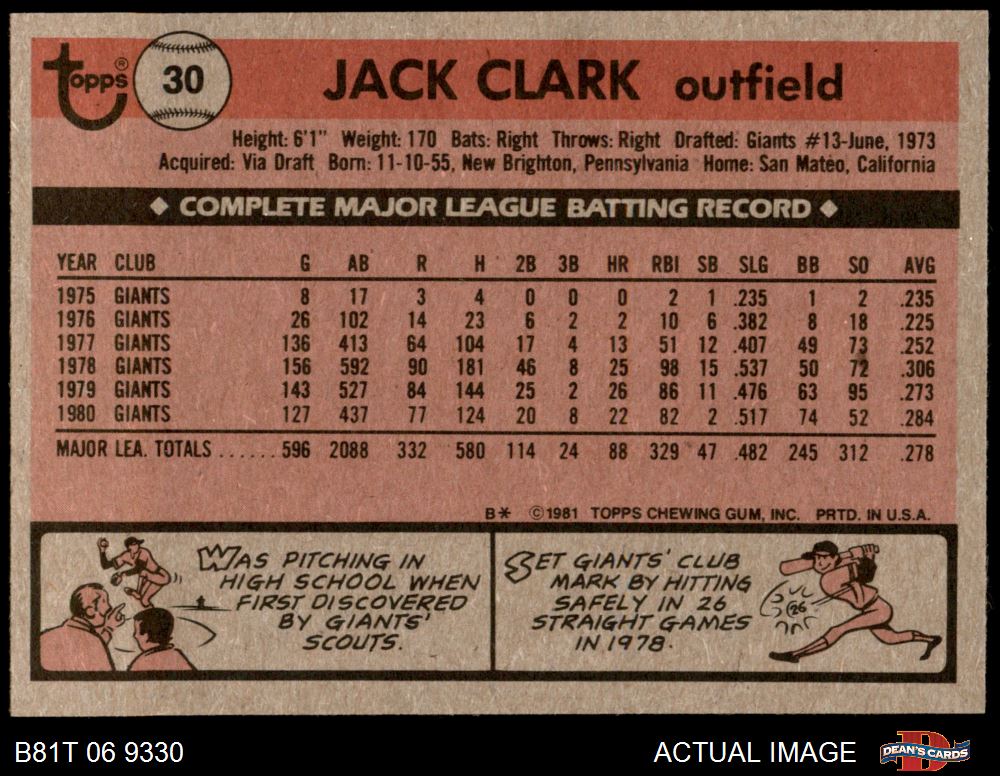 Topps® 30 JACK CLARK outfield
Height: 6'1" Weight: 170 Bats: Right Throws: Right Drafted: Giants #13-June, 1973
Acquired: Via Draft Born: 11-10-55, New Brighton, Pennsylvania Home: San Mateo, California
◆ COMPLETE MAJOR LEAGUE BATTING RECORD ◆
YEAR CLUB G AB R H 2B 3B HR RBI SB SLG BB SO AVG
1975 GIANTS 8 17 3 4 0 0 0 2 1 .235 1 2 .235
1976 GIANTS 26 102 14 23 6 2 2 10 6 .382 8 18 .225
1977 GIANTS 136 413 64 104 17 4 13 51 12 .407 49 73 .252
1978 GIANTS 156 592 90 181 46 8 25 98 15 .537 50 72 .306
1979 GIANTS 143 527 84 144 25 2 26 86 11 .476 63 95 .273
1980 GIANTS 127 437 77 124 20 8 22 82 2 .517 74 52 .284
MAJOR LEA. TOTALS ...... 596 2088 332 580 114 24 88 329 47 .482 245 312 .278
B* ©1981 TOPPS CHEWING GUM, INC. PRTD. IN U.S.A.
WAS PITCHING IN
HIGH SCHOOL WHEN
FIRST DISCOVERED
BY GIANTS'
SCOUTS.
SET GIANTS' CLUB
MARK BY HITTING
SAFELY IN 26
STRAIGHT GAMES
IN 1978.
26
B81T 06 9330
ACTUAL IMAGE
D
DEAN'S CARDS